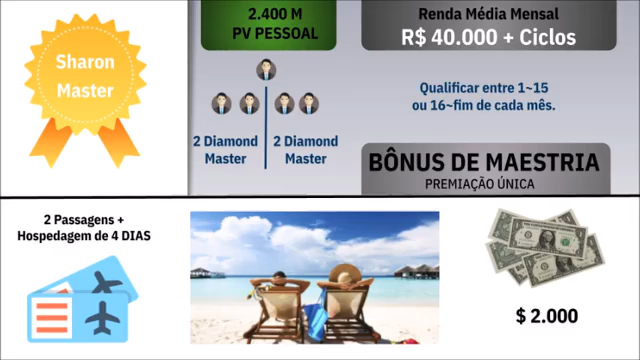 Sharon
Master
2.400 M
PV PESSOAL
Renda Média Mensal
R$ 40.000 + Ciclos
Qualificar entre 1~15
ou 16~fim de cada mês.
2 Diamond
Master
2 Diamond
Master
BÔNUS DE MAESTRIA
PREMIAÇÃO ÚNICA
2 Passagens +
Hospedagem de 4 DIAS
$ 2.000